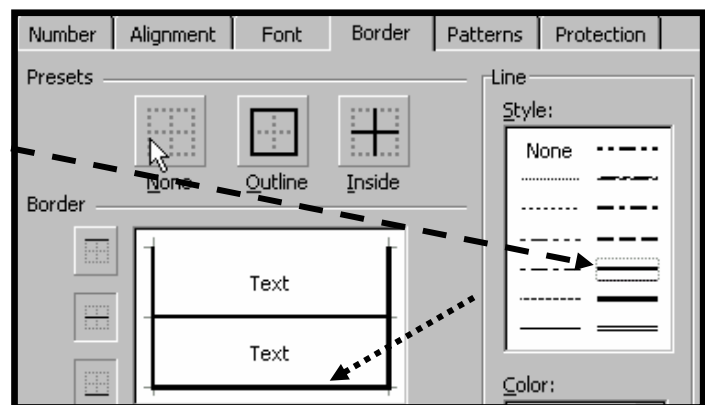 Number Alignment Font Border Patterns Protection
Presets
Line
Style:
None
None Outline Inside
Border
Text
Text
Color: